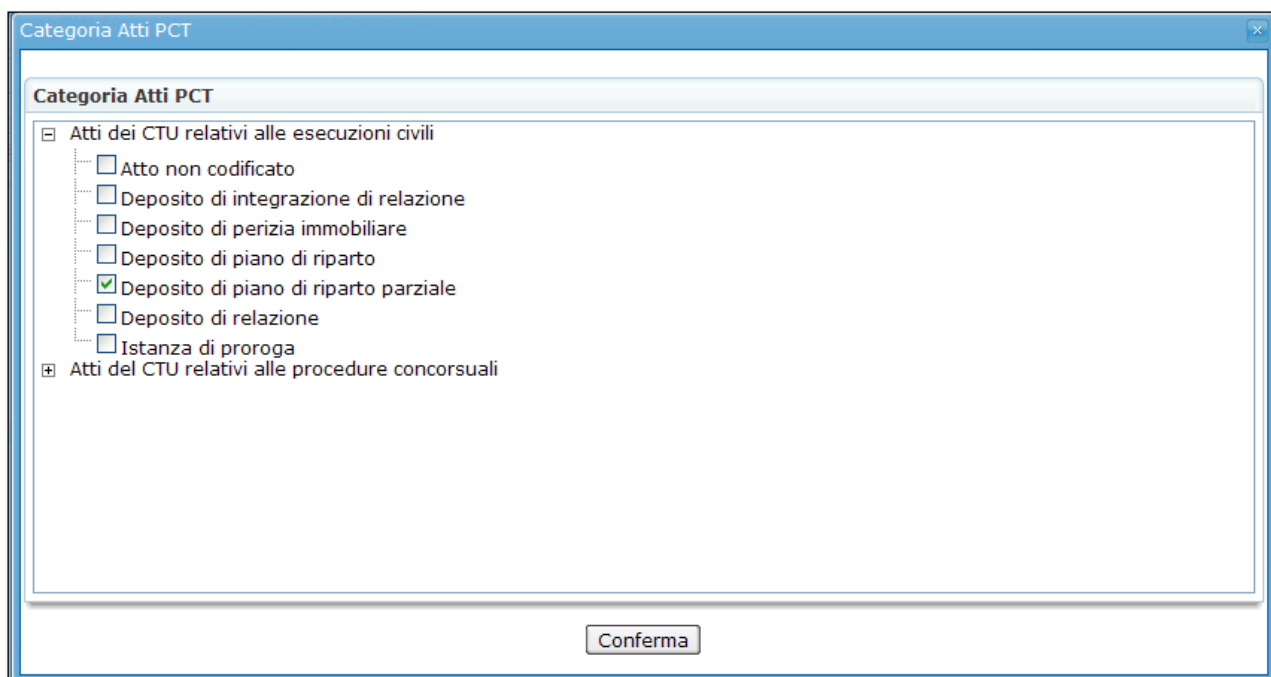 Categoria Atti PCT
Categoria Atti PCT
Atti dei CTU relativi alle esecuzioni civili
Atto non codificato
Deposito di integrazione di relazione
Deposito di perizia immobiliare
Deposito di piano di riparto
Deposito di piano di riparto parziale
Deposito di relazione
Istanza di proroga
Atti del CTU relativi alle procedure concorsuali
Conferma